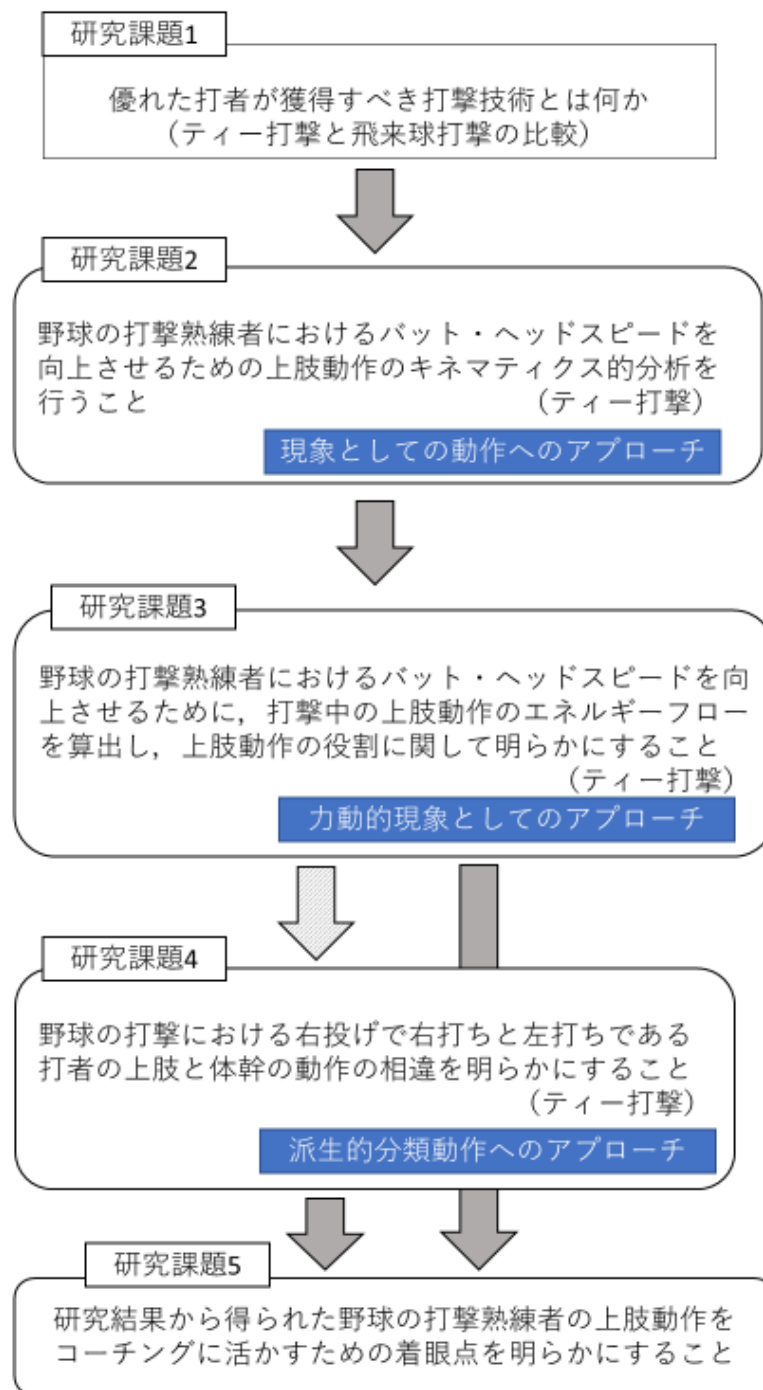 研究課題1
優れた打者が獲得すべき打撃技術とは何か
(ティー打撃と飛来球打撃の比較)
研究課題2
野球の打撃熟練者におけるバット・ヘッドスピードを
向上させるための上肢動作のキネマティクス的分析を
行うこと (ティー打撃)
現象としての動作へのアプローチ
研究課題3
野球の打撃熟練者におけるバット・ヘッドスピードを向
上させるために，打撃中の上肢動作のエネルギーフロー
を算出し，上肢動作の役割に関して明らかにすること
(ティー打撃)
力動的現象としてのアプローチ
研究課題4
野球の打撃における右投げで右打ちと左打ちである
打者の上肢と体幹の動作の相違を明らかにすること
(ティー打撃)
派生的分類動作へのアプローチ
研究課題5
研究結果から得られた野球の打撃熟練者の上肢動作を
コーチングに活かすための着眼点を明らかにすること